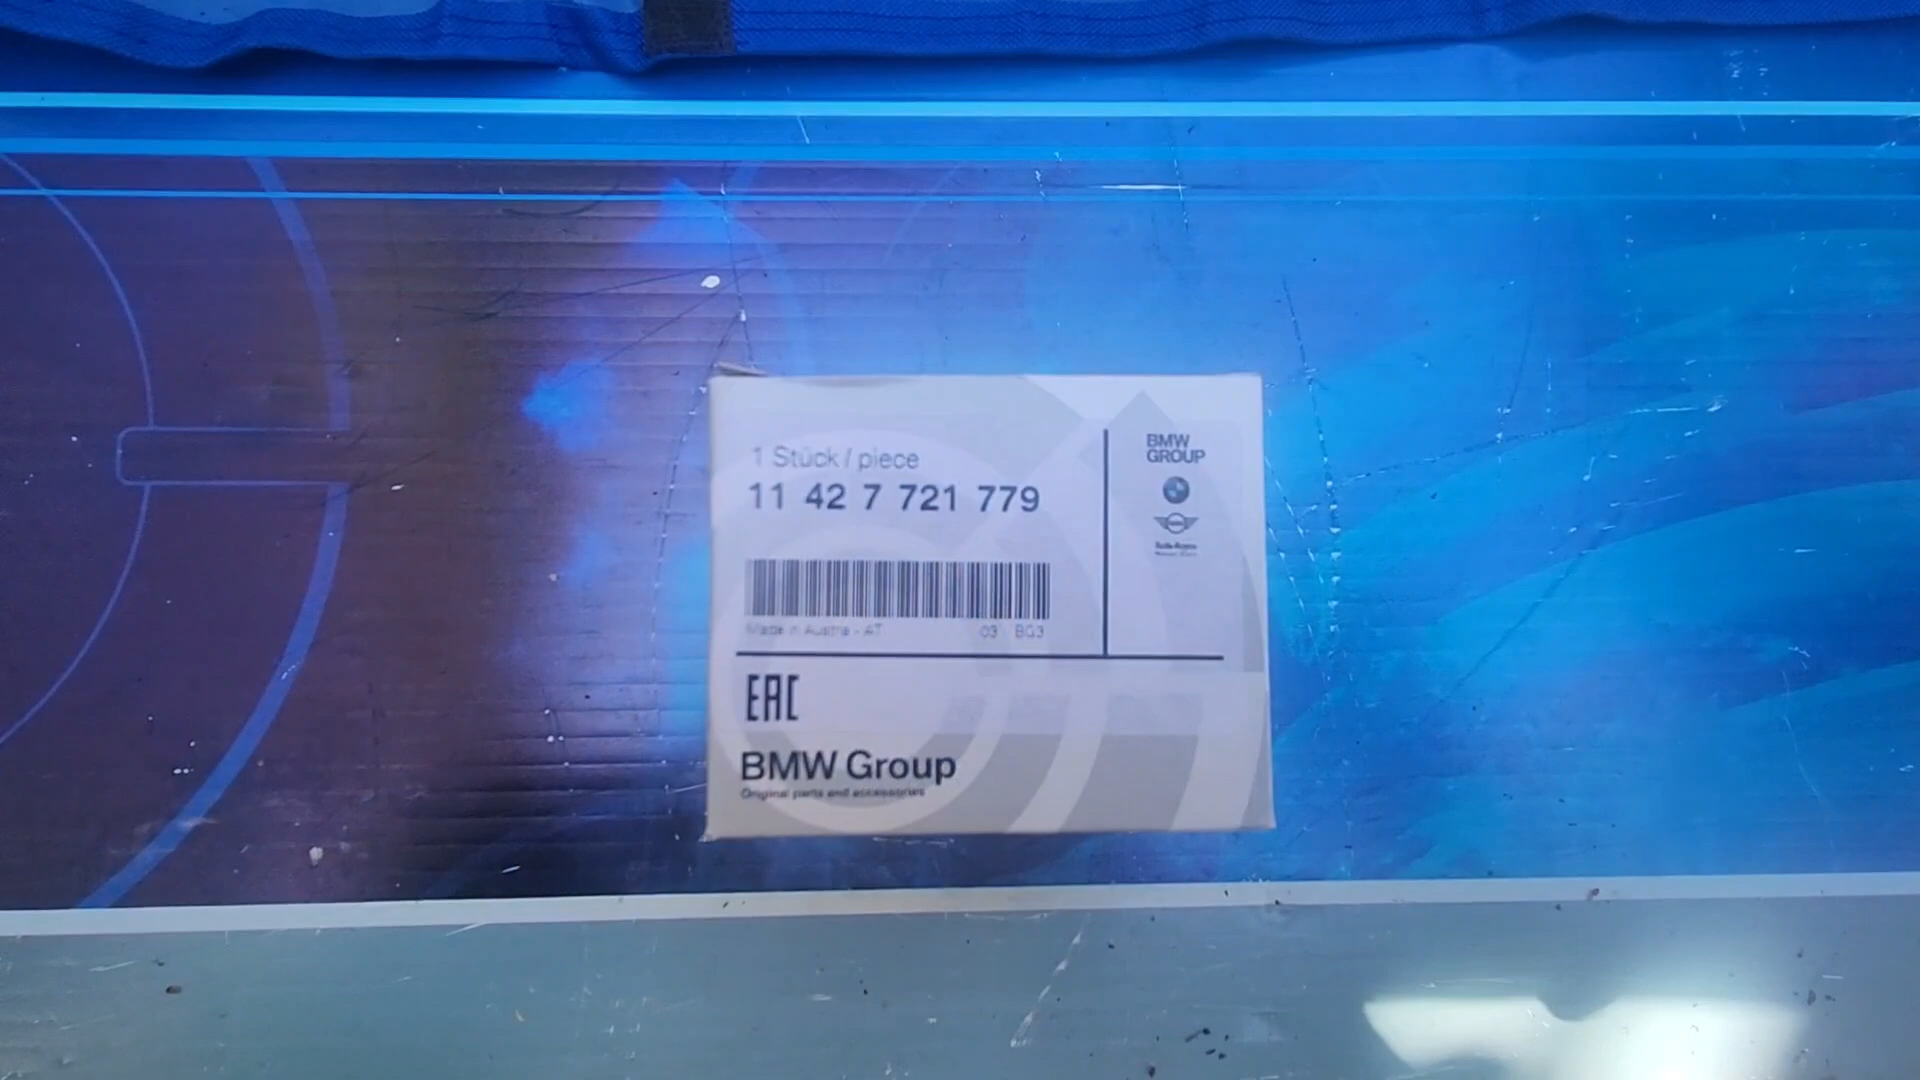 1 Stück / piece
11 42 7 721 779
Made in Austria - AT 03 BG3
BMW
GROUP
EAC
BMW Group
Original parts and accessories